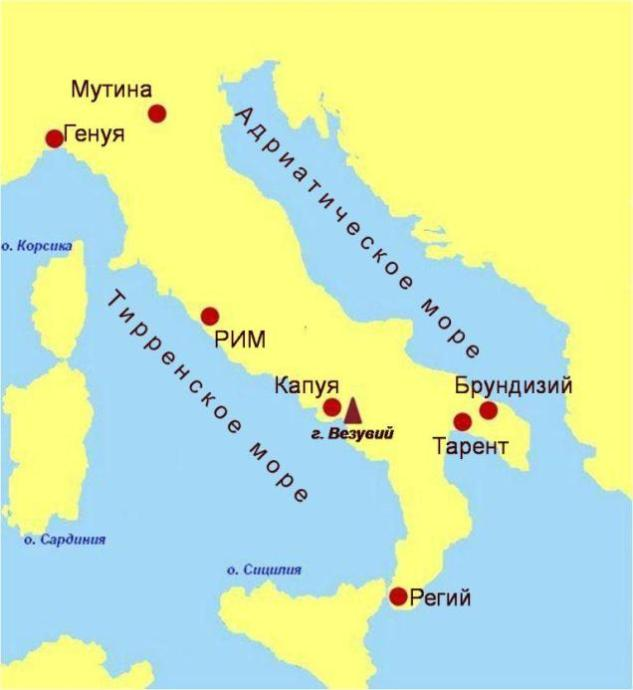 Мутина
Генуя
Адриатическое море
о. Корсика
Тирренское море
РИМ
Капуя
Брундизий
г. Везувий
Тарент
о. Сардиния
о. Сицилия
Регий